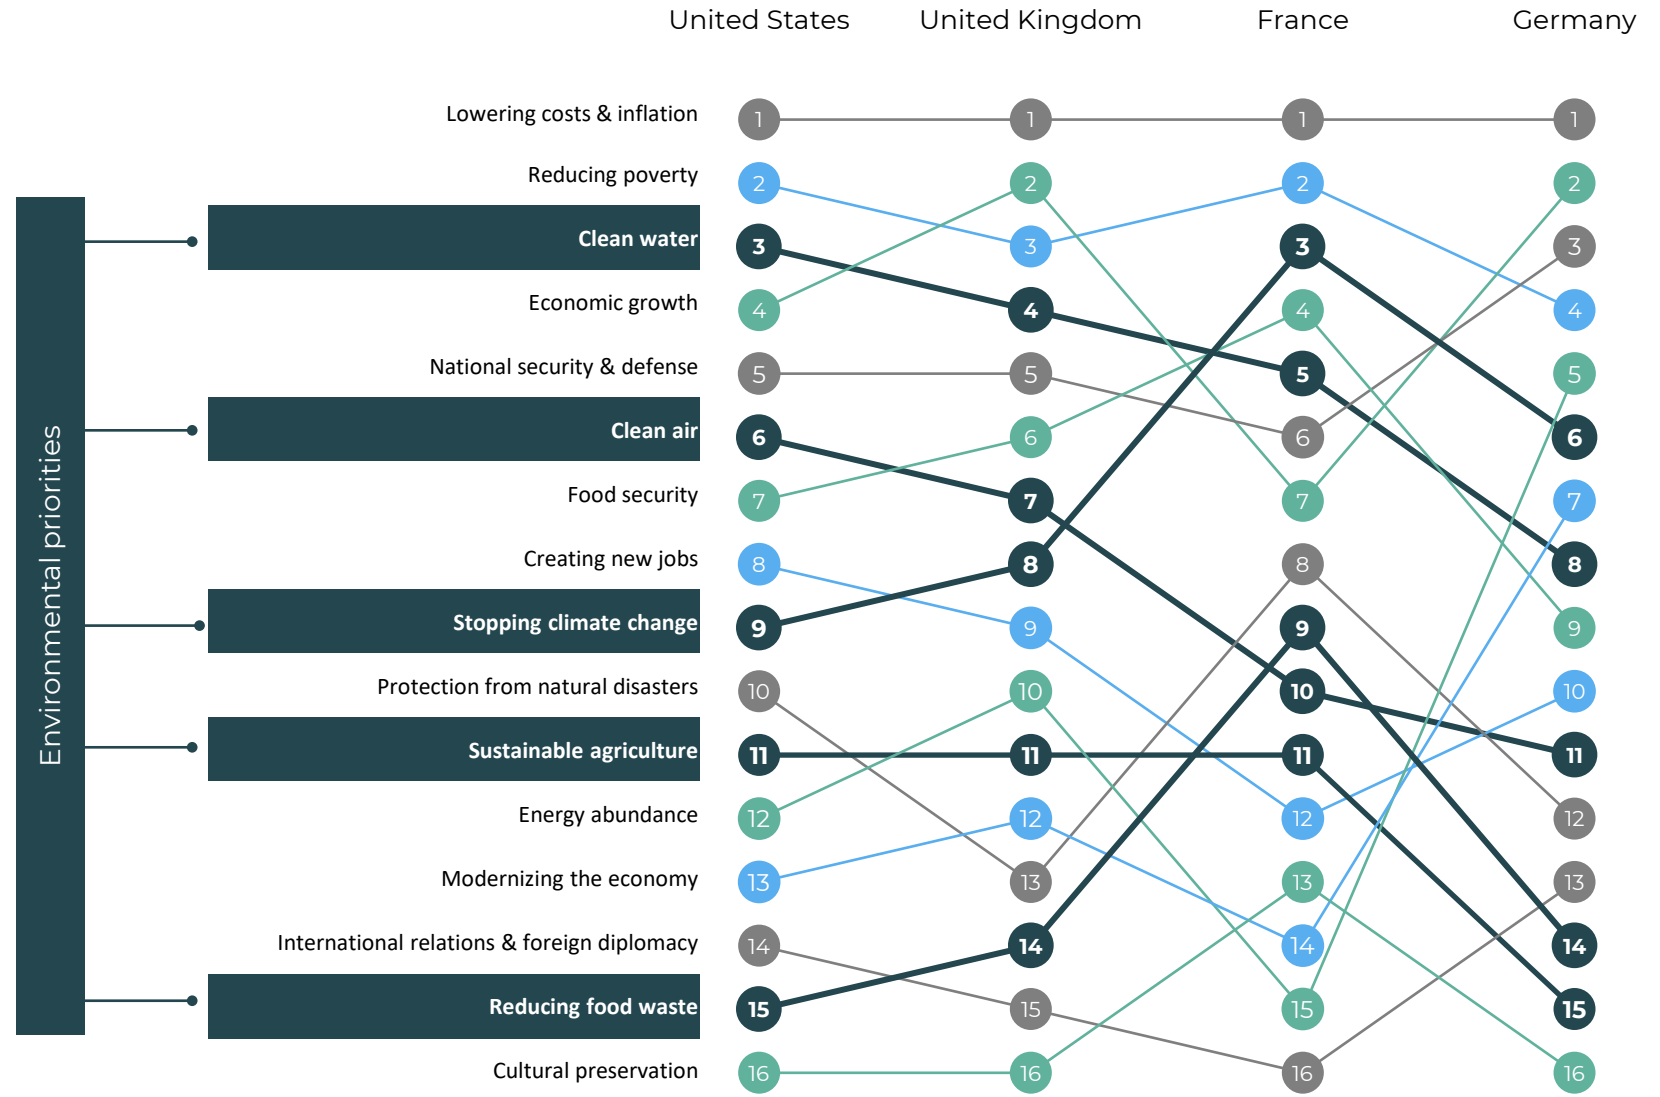 United States United Kingdom France Germany
Lowering costs & inflation 1 1 1 1
Reducing poverty 2 2 2 2
Clean water 3 3 3 3
Economic growth 4 4 4 4
National security & defense 5 5 5 5
Clean air 6 6 6 6
Food security 7 7 7 7
Creating new jobs 8 8 8 8
Stopping climate change 9 9 9 9
Protection from natural disasters 10 10 10 10
Sustainable agriculture 11 11 11 11
Energy abundance 12 12 12 12
Modernizing the economy 13 13 13 13
International relations & foreign diplomacy 14 14 14 14
Reducing food waste 15 15 15 15
Cultural preservation 16 16 16 16
Environmental priorities